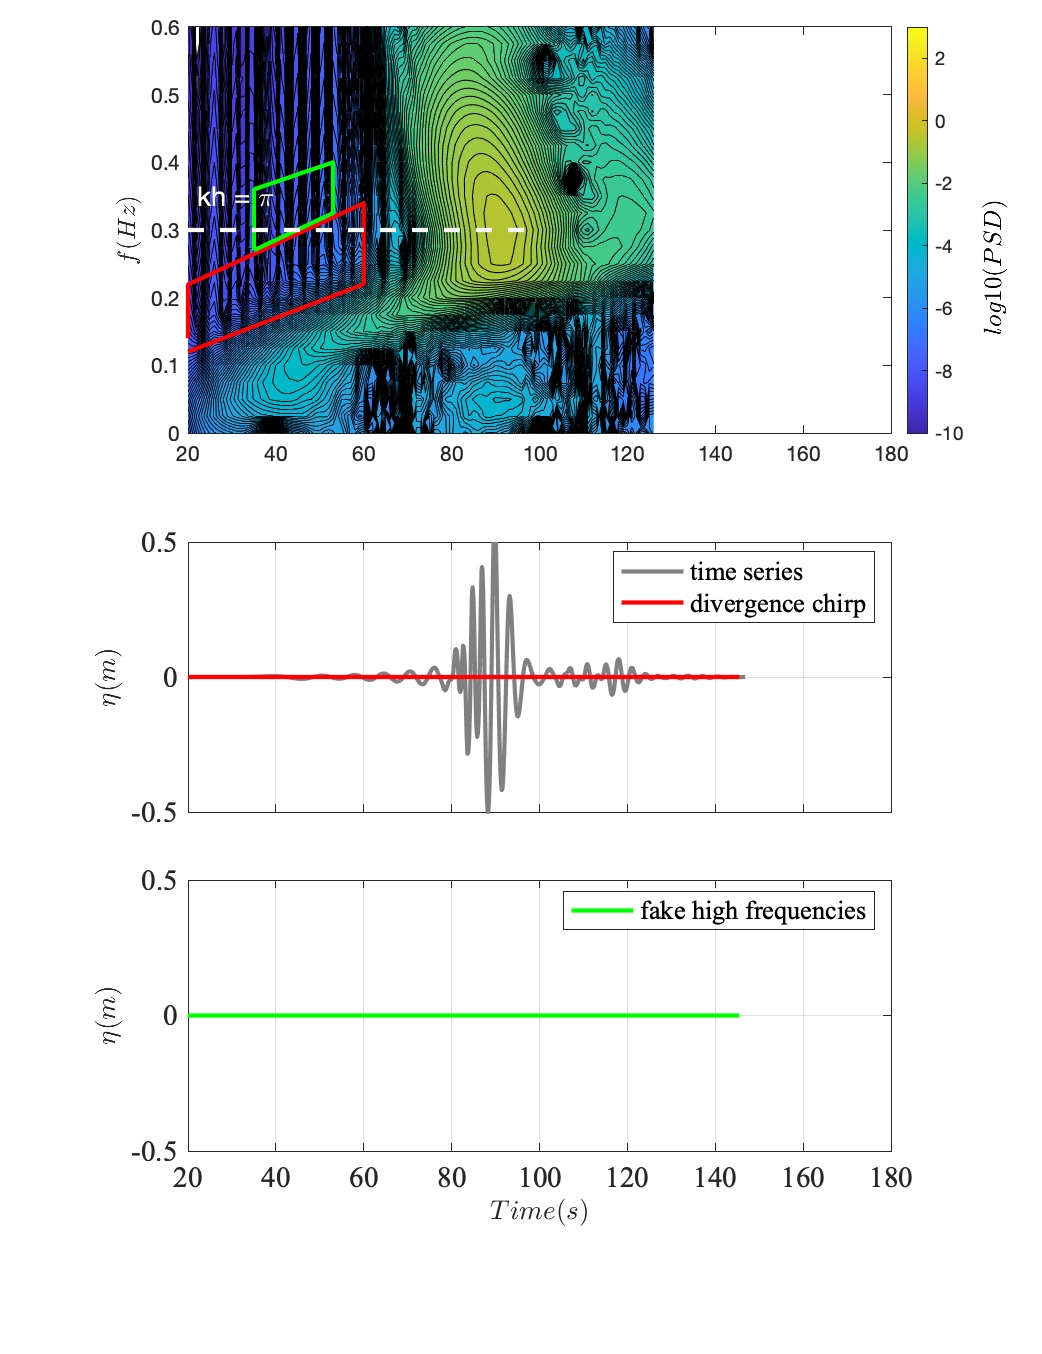 0.6
0.5
0.4
0.3
0.2
0.1
0
f(Hz)
kh = π
20 40 60 80 100 120 140 160 180
2
0
-2
-4
-6
-8
-10
log10(PSD)
0.5
0
-0.5
η(m)
time series
divergence chirp
0.5
0
-0.5
η(m)
fake high frequencies
20 40 60 80 100 120 140 160 180
Time(s)